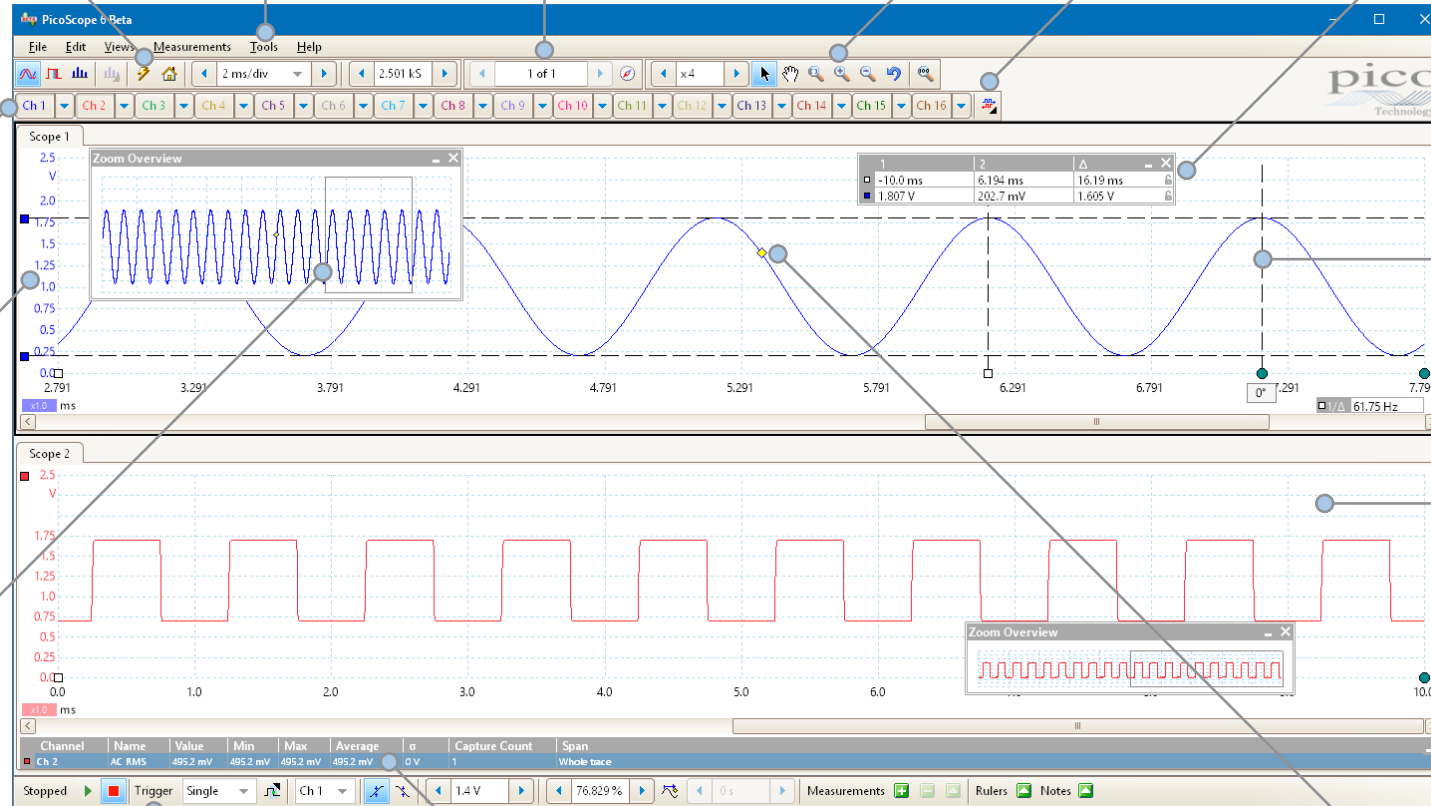 PicoScope 6 Beta
File Edit Views Measurements Tools Help
2 ms/div 2.501 kS 1 of 1 x4
pico
Technology
Ch 1 Ch 2 Ch 3 Ch 4 Ch 5 Ch 6 Ch 7 Ch 8 Ch 9 Ch 10 Ch 11 Ch 12 Ch 13 Ch 14 Ch 15 Ch 16
Scope 1
2.5
V
2.0
1.75
1.5
1.25
1.0
0.75
0.5
0.25
0.0
Zoom Overview
1 2 Δ
-10.0 ms 6.194 ms 16.19 ms
1.807 V 202.7 mV 1.605 V
2.791 3.291 3.791 4.291 4.791 5.291 5.791 6.291 6.791 7.291 7.79
0°
x1.0 ms
1/Δ 61.75 Hz
Scope 2
2.5
V
1.75
1.5
1.25
1.0
0.75
0.5
0.25
0.0
Zoom Overview
0.0 1.0 2.0 3.0 4.0 5.0 6.0 10.0
x1.0 ms
Channel Name Value Min Max Average σ Capture Count Span
Ch 2 AC RMS 495.2 mV 495.2 mV 495.2 mV 495.2 mV 0 V 1 Whole trace
Stopped Trigger Single Ch 1 1.4 V 76.829 % 0 s Measurements Rulers Notes